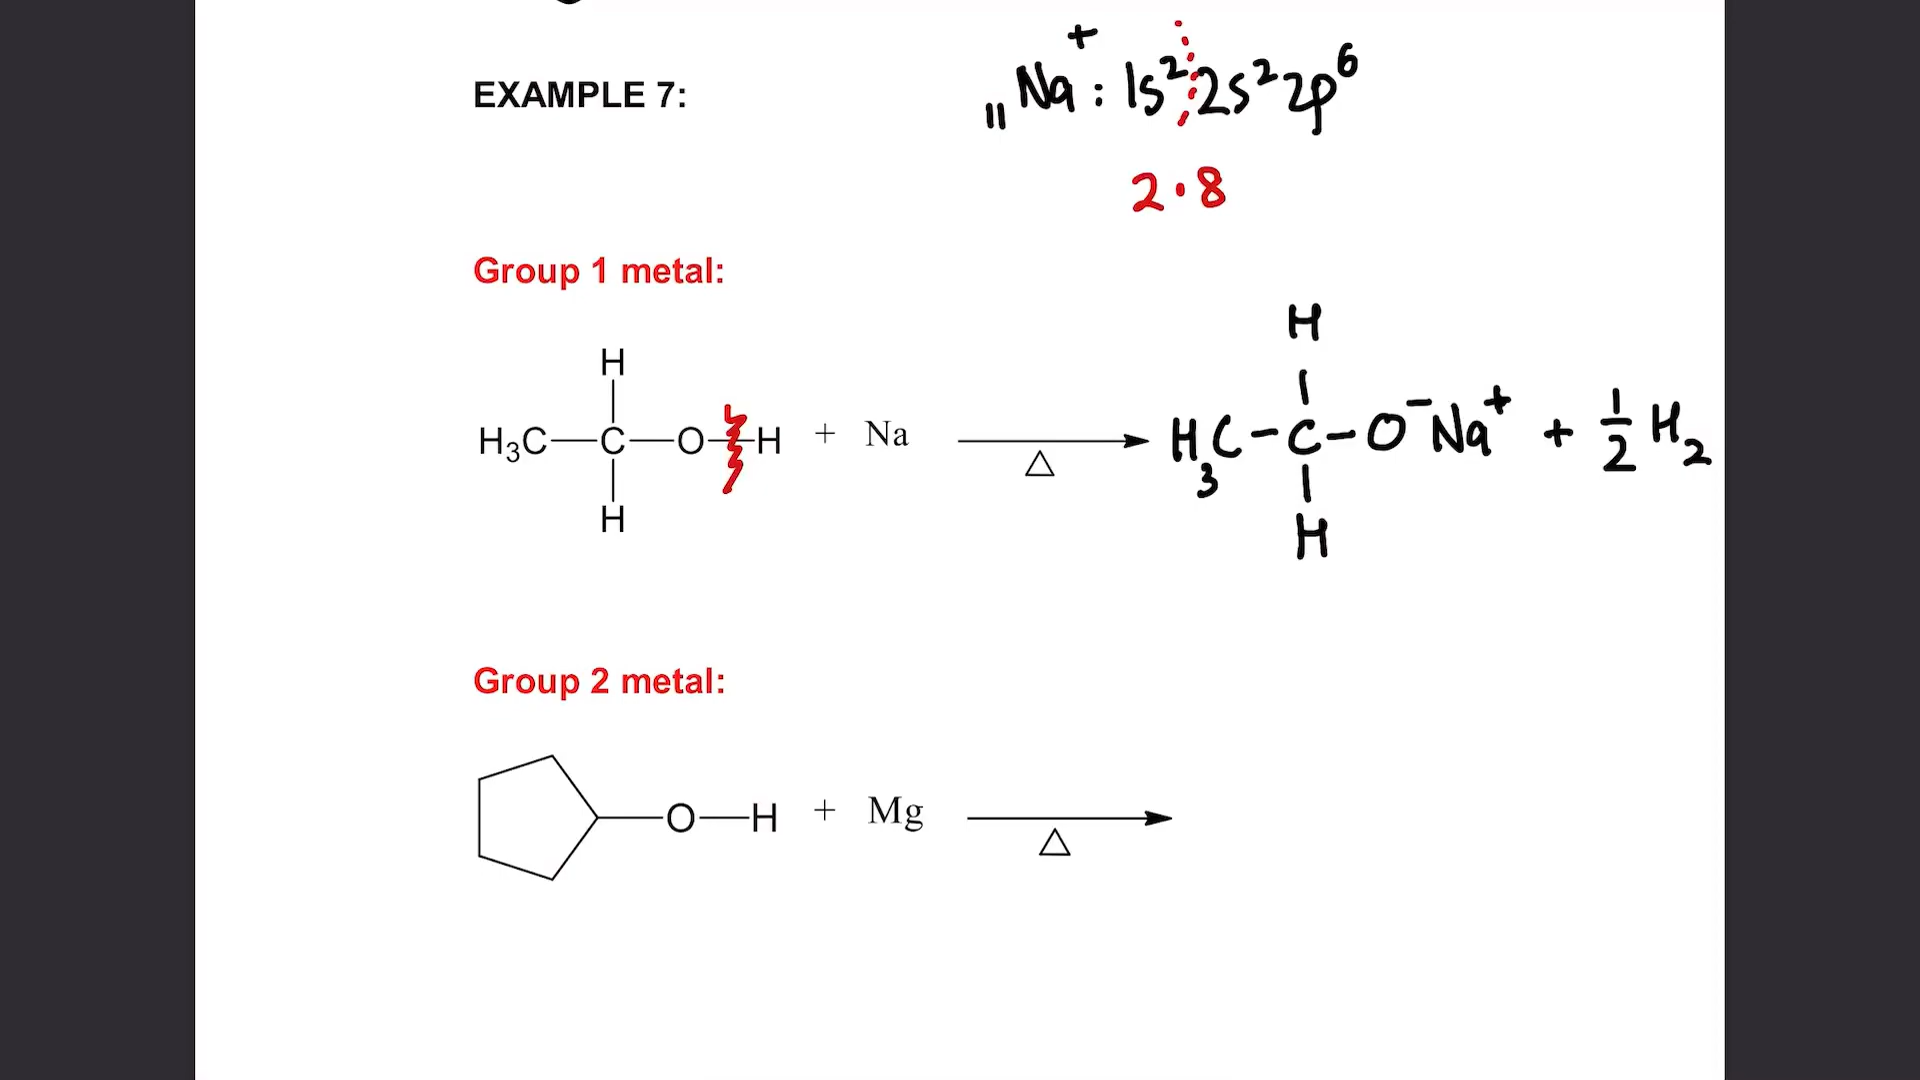 EXAMPLE 7:
₁₁Na⁺ : 1s² 2s² 2p⁶
2·8
Group 1 metal:
H
H₃C—C—O—H + Na △
H
H
H₃C-C-O⁻Na⁺ + ½ H₂
H
Group 2 metal:
O—H + Mg △